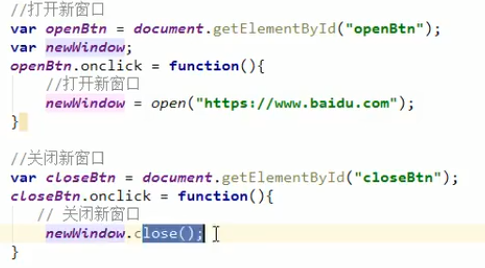 //打开新窗口
var openBtn = document.getElementById("openBtn");
var newWindow;
openBtn.onclick = function(){
//打开新窗口
newWindow = open("https://www.baidu.com");
}
//关闭新窗口
var closeBtn = document.getElementById("closeBtn");
closeBtn.onclick = function(){
// 关闭新窗口
newWindow.close();
}